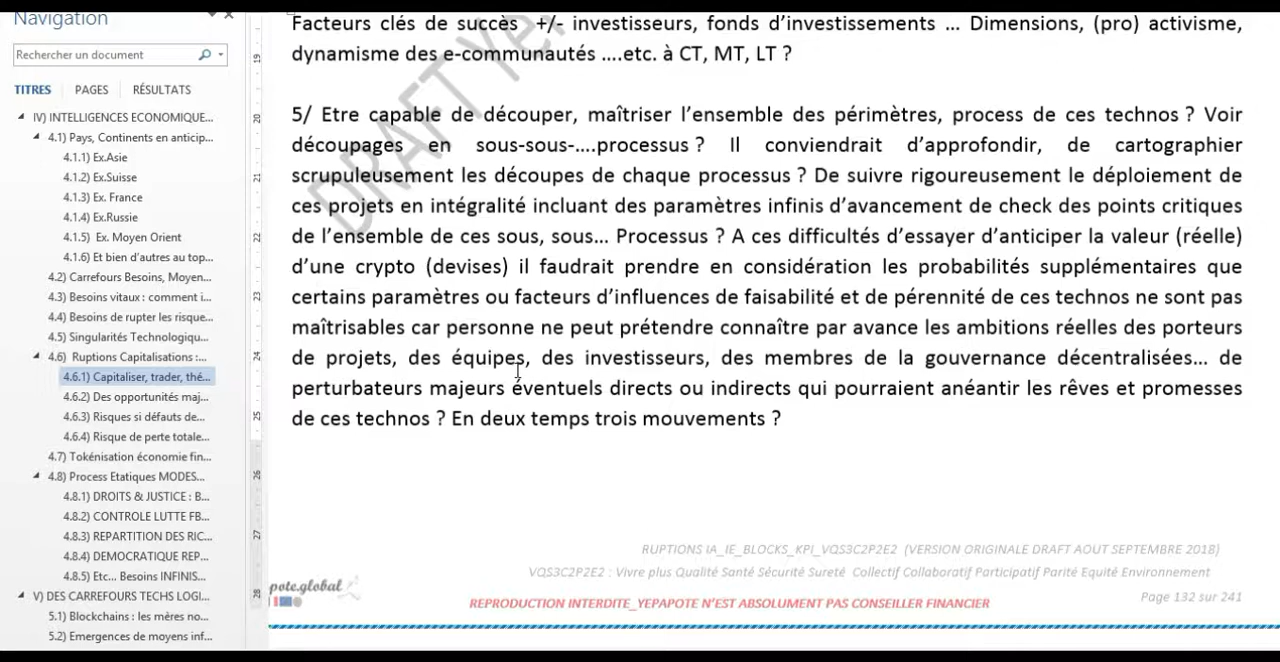 Navigation
Rechercher un document
TITRES PAGES RÉSULTATS
IV) INTELLIGENCES ECONOMIQUE...
4.1) Pays, Continents en anticip...
4.1.1) Ex.Asie
4.1.2) Ex.Suisse
4.1.3) Ex. France
4.1.4) Ex.Russie
4.1.5) Ex. Moyen Orient
4.1.6) Et bien d'autres au top...
4.2) Carrefours Besoins, Moyen...
4.3) Besoins vitaux : comment i...
4.4) Besoins de rupter les risque...
4.5) Singularités Technologiqu...
4.6) Ruptions Capitalisations :...
4.6.1) Capitaliser, trader, thé...
4.6.2) Des opportunités maj...
4.6.3) Risques si défauts de...
4.6.4) Risque de perte totale...
4.7) Tokénisation économie fin...
4.8) Process Etatiques MODES...
4.8.1) DROITS & JUSTICE : B...
4.8.2) CONTROLE LUTTE FB...
4.8.3) REPARTITION DES RIC...
4.8.4) DEMOCRATIQUE REP...
4.8.5) Etc... Besoins INFINIS...
V) DES CARREFOURS TECHS LOGI...
5.1) Blockchains : les mères no...
5.2) Emergences de moyens inf...
19
20
21
22
23
24
25
26
27
28
Facteurs clés de succès +/- investisseurs, fonds d'investissements ... Dimensions, (pro) activisme,
dynamisme des e-communautés ....etc. à CT, MT, LT ?
5/ Etre capable de découper, maîtriser l'ensemble des périmètres, process de ces technos ? Voir
découpages en sous-sous-....processus ? Il conviendrait d'approfondir, de cartographier
scrupuleusement les découpes de chaque processus ? De suivre rigoureusement le déploiement de
ces projets en intégralité incluant des paramètres infinis d'avancement de check des points critiques
de l'ensemble de ces sous, sous... Processus ? A ces difficultés d'essayer d'anticiper la valeur (réelle)
d'une crypto (devises) il faudrait prendre en considération les probabilités supplémentaires que
certains paramètres ou facteurs d'influences de faisabilité et de pérennité de ces technos ne sont pas
maîtrisables car personne ne peut prétendre connaître par avance les ambitions réelles des porteurs
de projets, des équipes, des investisseurs, des membres de la gouvernance décentralisées... de
perturbateurs majeurs éventuels directs ou indirects qui pourraient anéantir les rêves et promesses
de ces technos ? En deux temps trois mouvements ?
DRAFT Ye
RUPTIONS IA_IE_BLOCKS_KPI_VQS3C2P2E2 (VERSION ORIGINALE DRAFT AOUT SEPTEMBRE 2018)
VQS3C2P2E2 : Vivre plus Qualité Santé Sécurité Sureté Collectif Collaboratif Participatif Parité Equité Environnement
pote.global
REPRODUCTION INTERDITE_YEPAPOTE N'EST ABSOLUMENT PAS CONSEILLER FINANCIER
Page 132 sur 241